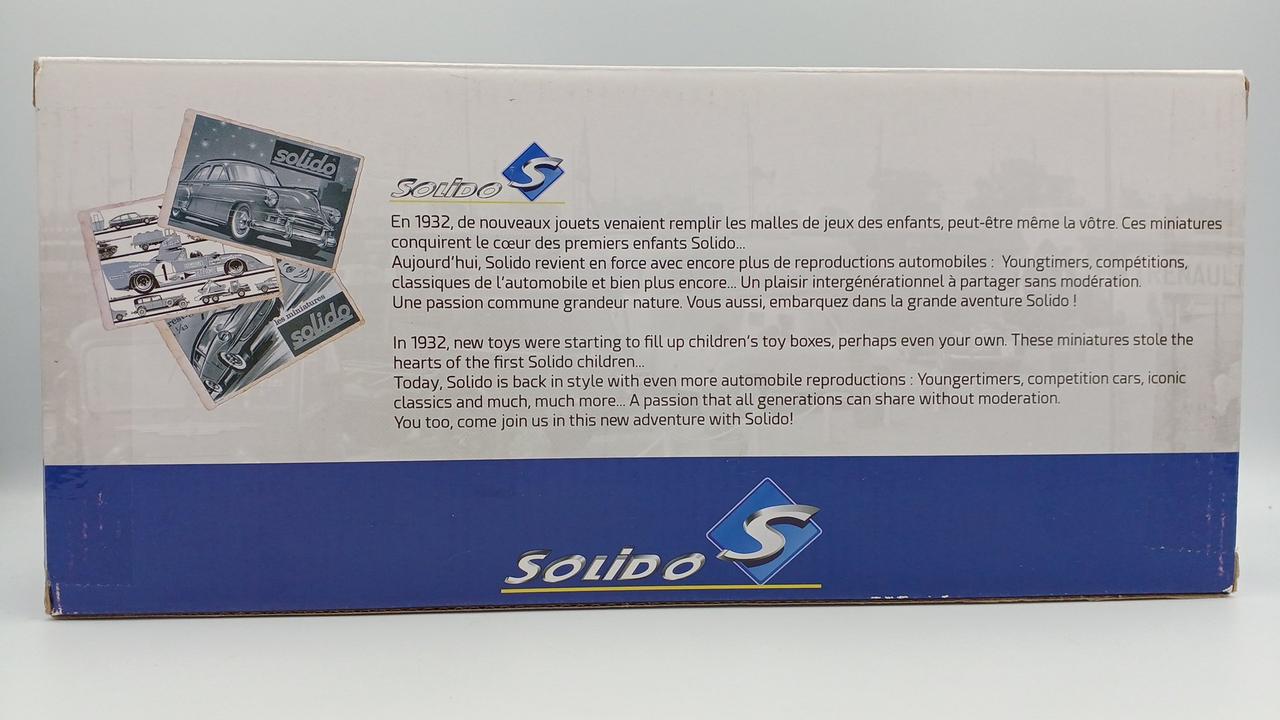 solido
1
les miniatures
solido
SOLIDO S
En 1932, de nouveaux jouets venaient remplir les malles de jeux des enfants, peut-être même la vôtre. Ces miniatures
conquirent le cœur des premiers enfants Solido...
Aujourd'hui, Solido revient en force avec encore plus de reproductions automobiles : Youngtimers, compétitions,
classiques de l'automobile et bien plus encore... Un plaisir intergénérationnel à partager sans modération.
Une passion commune grandeur nature. Vous aussi, embarquez dans la grande aventure Solido !
RENAULT
In 1932, new toys were starting to fill up children's toy boxes, perhaps even your own. These miniatures stole the
hearts of the first Solido children...
Today, Solido is back in style with even more automobile reproductions : Youngertimers, competition cars, iconic
classics and much, much more... A passion that all generations can share without moderation.
You too, come join us in this new adventure with Solido!
SOLIDO S